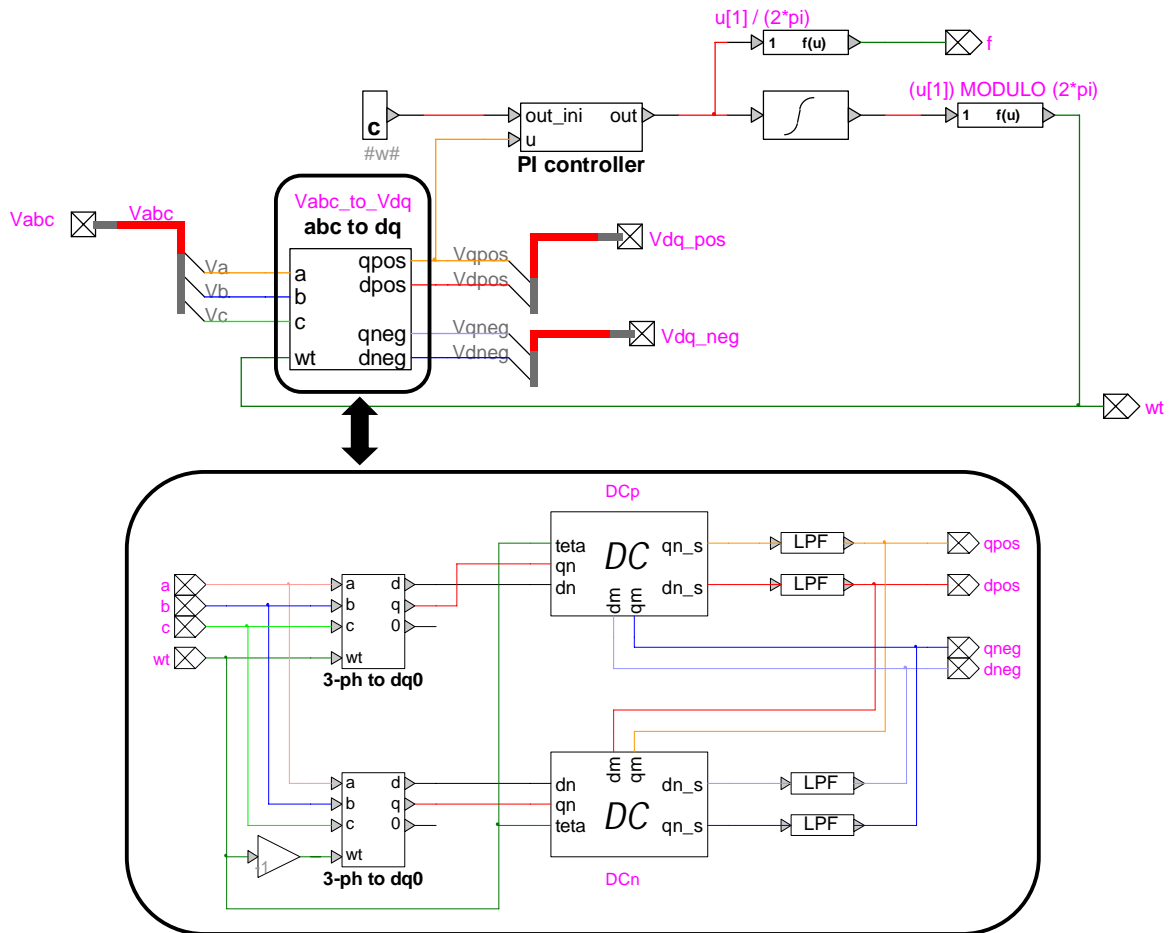 u[1] / (2*pi)
1 f(u)
f
(u[1]) MODULO (2*pi)
out_ini out
u
1 f(u)
c
#w#
PI controller
Vabc_to_Vdq
abc to dq
Vabc
Vabc
Vdq_pos
qpos
Vqpos
dpos
Vdpos
Va
a
Vb
b
Vc
c
qneg
Vqneg
Vdq_neg
wt
dneg
Vdneg
wt
DCp
teta
qn
dn
DC
qn_s
dn_s
dm
qm
LPF
qpos
LPF
dpos
a
b
c
wt
a d
b q
c 0
wt
3-ph to dq0
qneg
dneg
dm
qm
a d
b q
c 0
wt
-1
3-ph to dq0
dn
qn
teta
DC
dn_s
qn_s
LPF
LPF
DCn